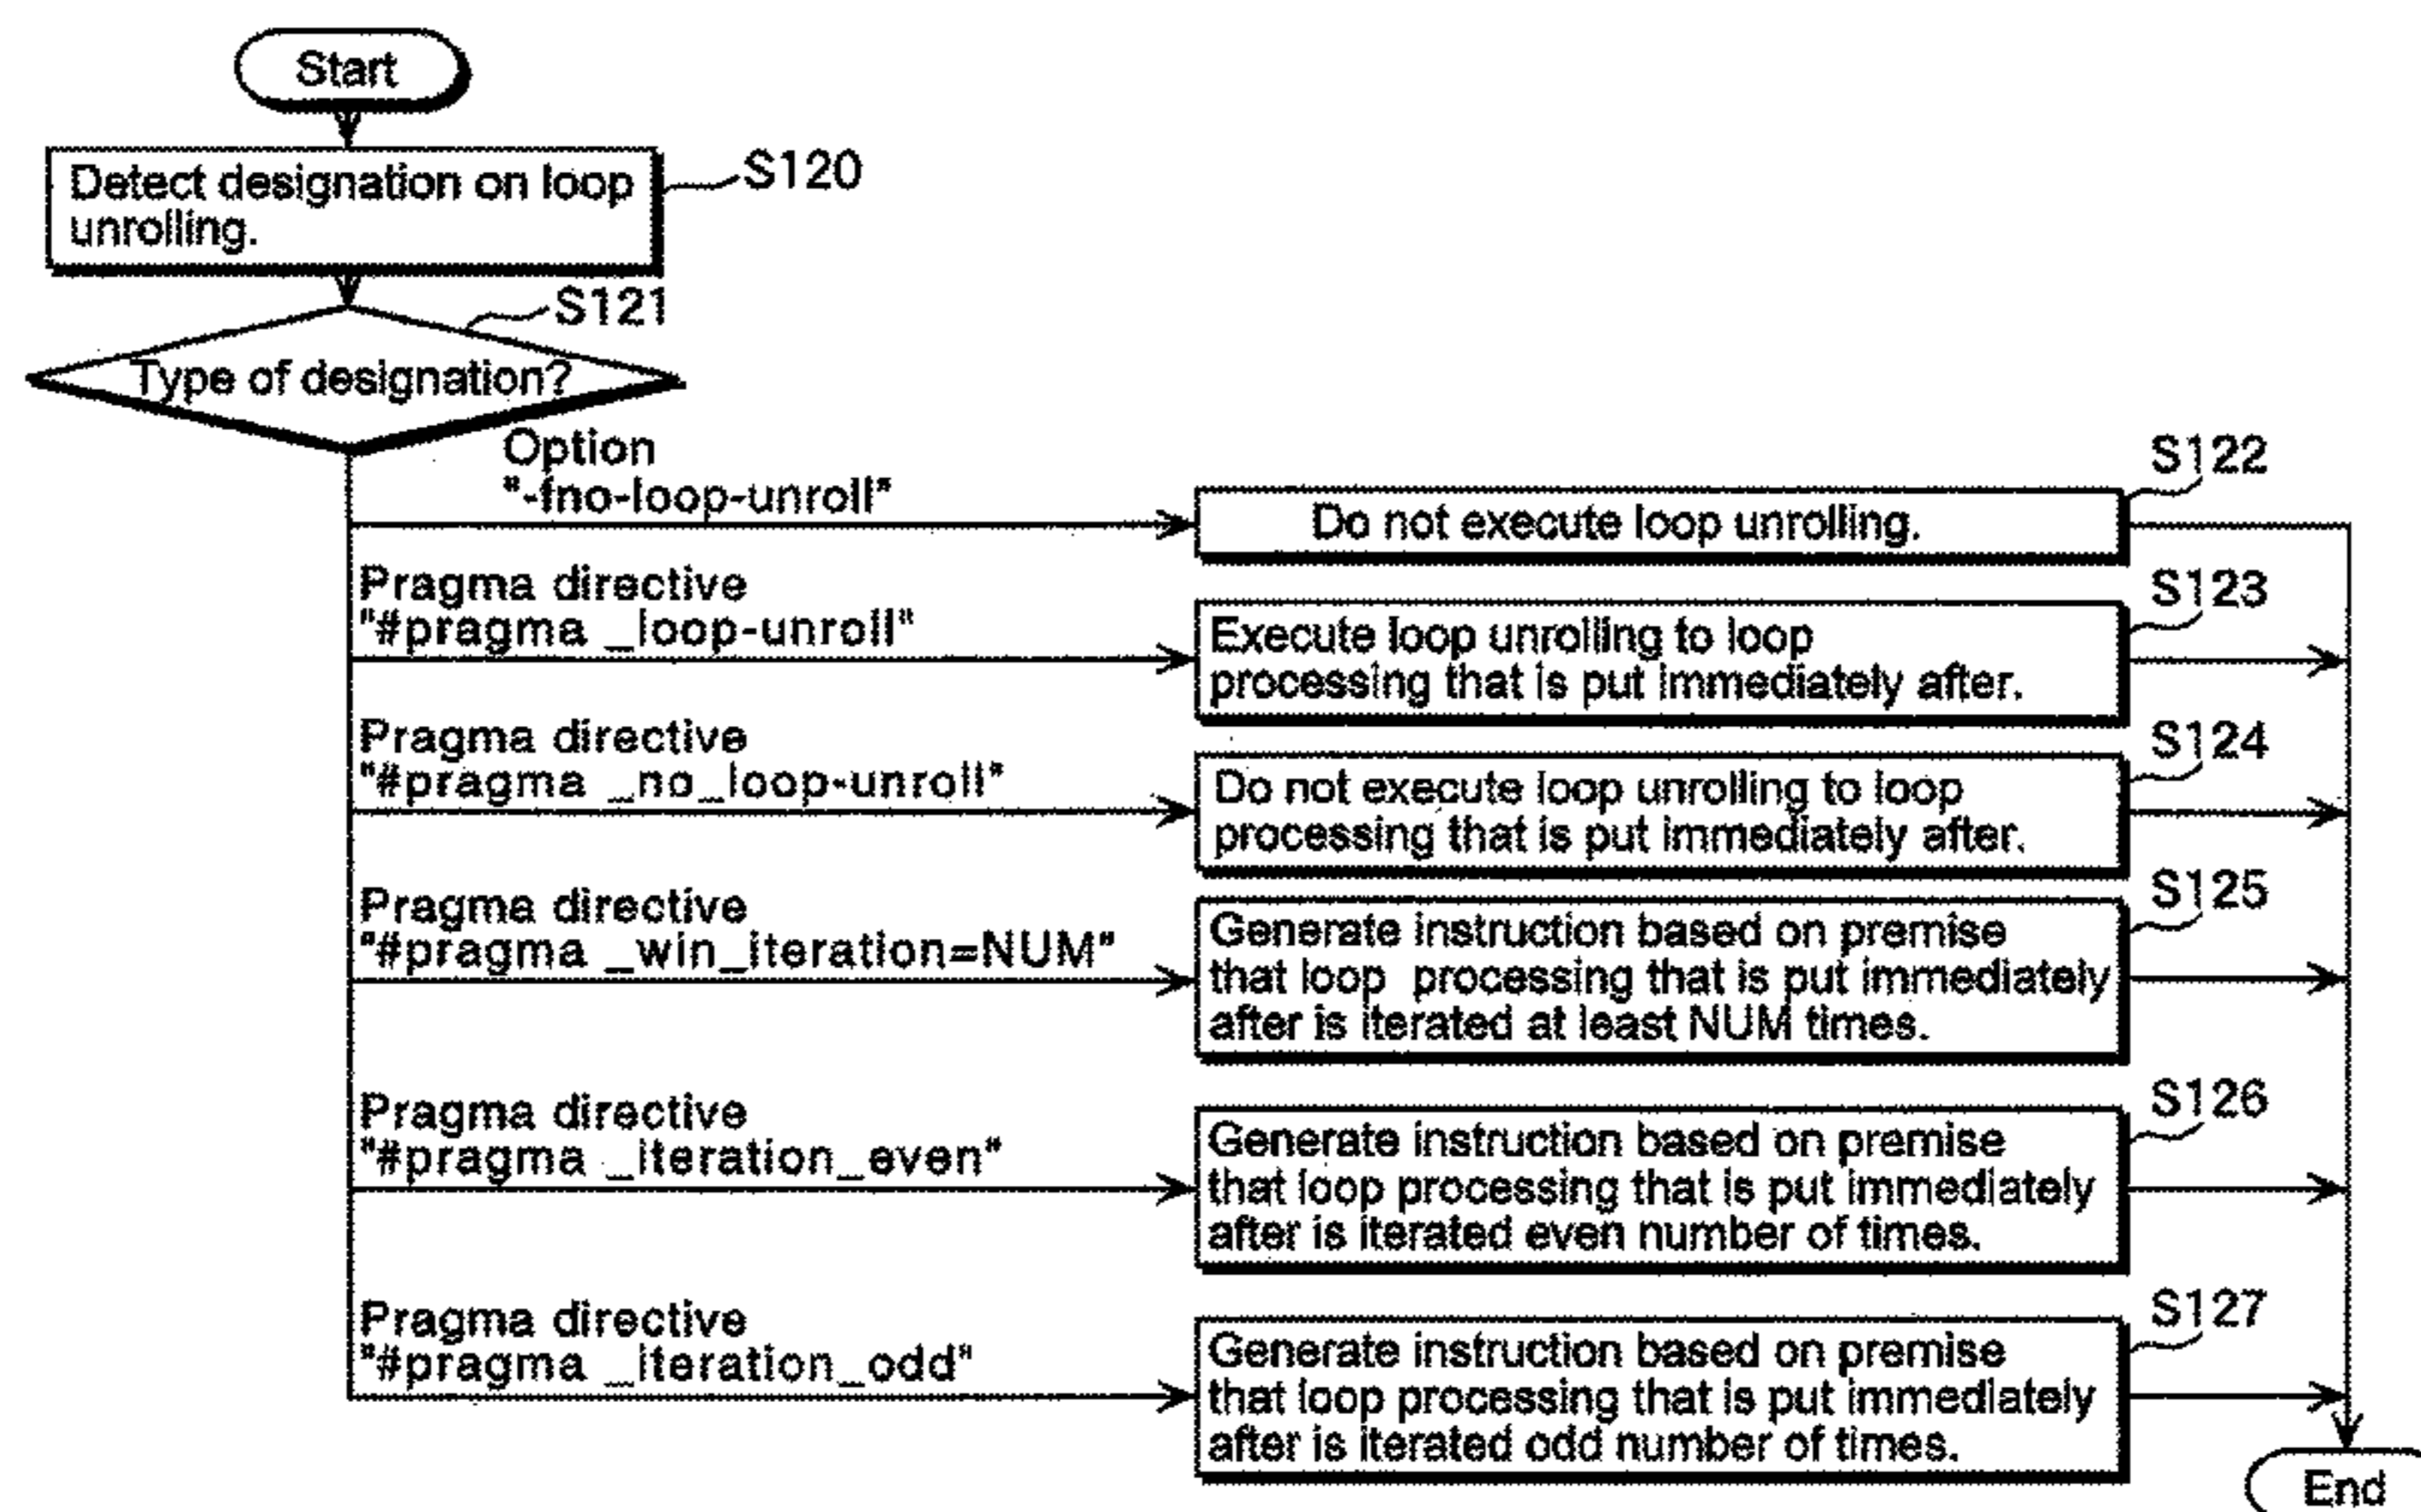 Start
Detect designation on loop
unrolling.
S120
S121
Type of designation?
Option
"-fno-loop-unroll"
S122
Do not execute loop unrolling.
Pragma directive
"#pragma _loop-unroll"
S123
Execute loop unrolling to loop
processing that is put immediately after.
Pragma directive
"#pragma _no_loop-unroll"
S124
Do not execute loop unrolling to loop
processing that is put immediately after.
Pragma directive
"#pragma _win_iteration=NUM"
S125
Generate instruction based on premise
that loop processing that is put immediately
after is iterated at least NUM times.
Pragma directive
"#pragma _iteration_even"
S126
Generate instruction based on premise
that loop processing that is put immediately
after is iterated even number of times.
Pragma directive
"#pragma _iteration_odd"
S127
Generate instruction based on premise
that loop processing that is put immediately
after is iterated odd number of times.
End